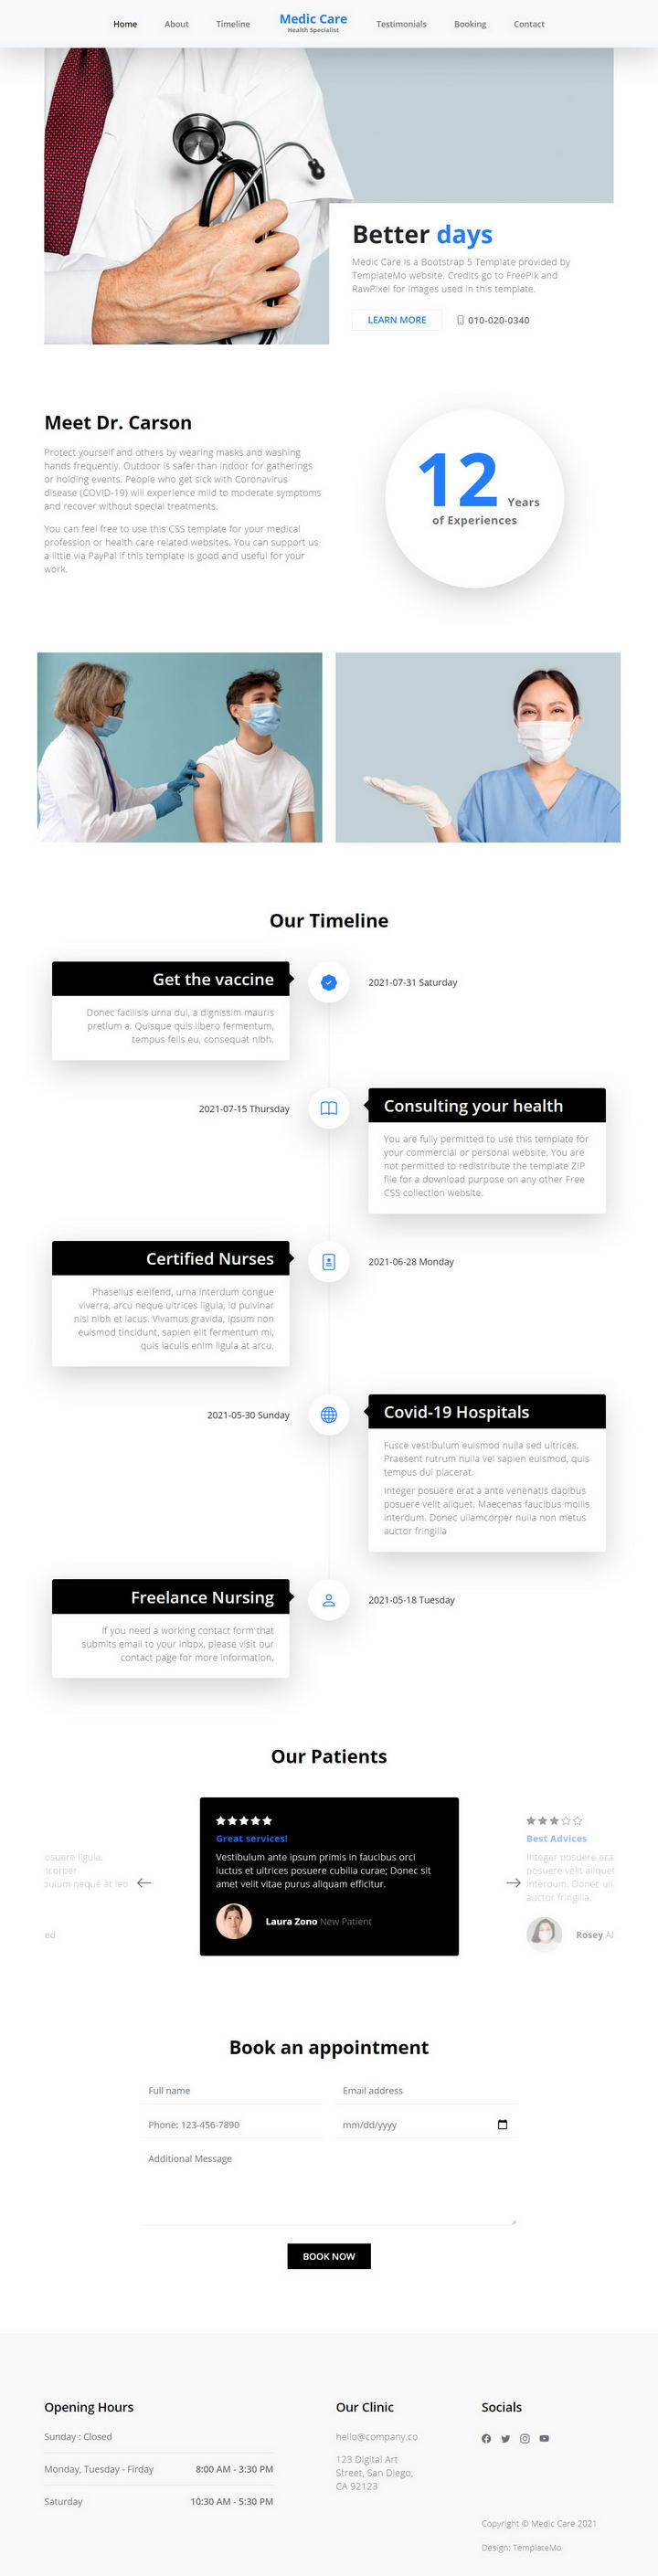 Home
About
Timeline
Medic Care
Health Specialist
Testimonials
Booking
Contact
Better days
Medic Care is a Bootstrap 5 Template provided by
TemplateMo website. Credits go to FreePik and
RawPixel for images used in this template.
LEARN MORE
010-020-0340
Meet Dr. Carson
Protect yourself and others by wearing masks and washing
hands frequently. Outdoor is safer than indoor for gatherings
or holding events. People who get sick with Coronavirus
disease (COVID-19) will experience mild to moderate symptoms
and recover without special treatments.
You can feel free to use this CSS template for your medical
profession or health care related websites. You can support us
a little via PayPal if this template is good and useful for your
work.
12 Years
of Experiences
Our Timeline
Get the vaccine
2021-07-31 Saturday
Donec facilisis urna dui, a dignissim mauris
pretium a. Quisque quis libero fermentum,
tempus felis eu, consequat nibh.
2021-07-15 Thursday
Consulting your health
You are fully permitted to use this template for
your commercial or personal website. You are
not permitted to redistribute the template ZIP
file for a download purpose on any other Free
CSS collection website.
Certified Nurses
2021-06-28 Monday
Phasellus eleifend, urna interdum congue
viverra, arcu neque ultrices ligula, id pulvinar
nisi nibh et lacus. Vivamus gravida, ipsum non
euismod tincidunt, sapien elit fermentum mi,
quis iaculis enim ligula at arcu.
2021-05-30 Sunday
Covid-19 Hospitals
Fusce vestibulum euismod nulla sed ultrices.
Praesent rutrum nulla vel sapien euismod, quis
tempus dui placerat.
Integer posuere erat a ante venenatis dapibus
posuere velit aliquet. Maecenas faucibus mollis
interdum. Donec ullamcorper nulla non metus
auctor fringilla
Freelance Nursing
2021-05-18 Tuesday
If you need a working contact form that
submits email to your inbox, please visit our
contact page for more information.
Our Patients
osuere ligula,
ncorper
bulum neque at leo
ed
Great services!
Vestibulum ante ipsum primis in faucibus orci
luctus et ultrices posuere cubilia curae; Donec sit
amet velit vitae purus aliquam efficitur.
Laura Zono New Patient
Best Advices
Integer posuere era
posuere velit aliquet
interdum. Donec ull
auctor fringilla.
Rosey Al
Book an appointment
Full name
Email address
Phone: 123-456-7890
mm/dd/yyyy
Additional Message
BOOK NOW
Opening Hours
Sunday : Closed
Monday, Tuesday - Firday
8:00 AM - 3:30 PM
Saturday
10:30 AM - 5:30 PM
Our Clinic
hello@company.co
123 Digital Art
Street, San Diego,
CA 92123
Socials
Copyright © Medic Care 2021
Design: TemplateMo